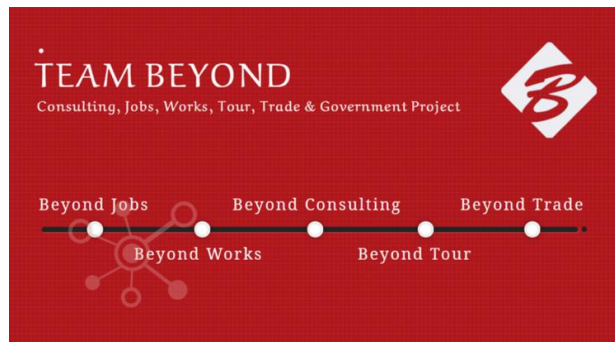 TEAM BEYOND
Consulting, Jobs, Works, Tour, Trade & Government Project
B
Beyond Jobs
Beyond Consulting
Beyond Trade
Beyond Works
Beyond Tour